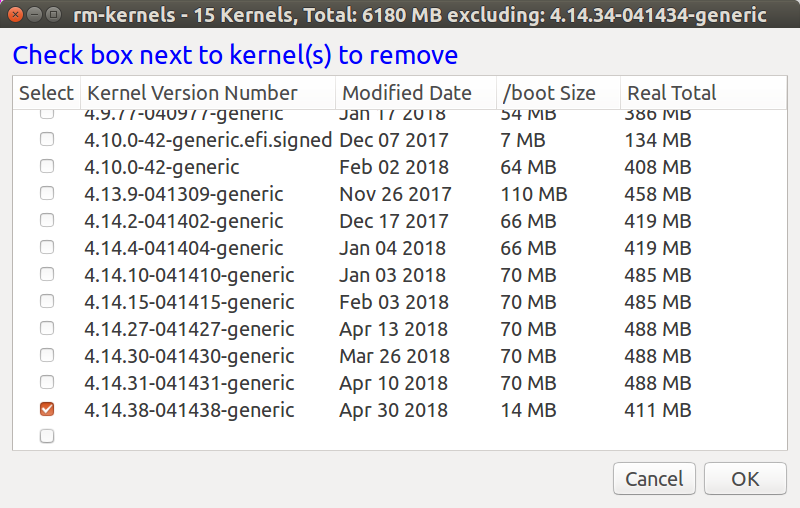 rm-kernels - 15 Kernels, Total: 6180 MB excluding: 4.14.34-041434-generic
Check box next to kernel(s) to remove
Select Kernel Version Number Modified Date /boot Size Real Total
4.9.77-040977-generic Jan 17 2018 54 MB 386 MB
4.10.0-42-generic.efi.signed Dec 07 2017 7 MB 134 MB
4.10.0-42-generic Feb 02 2018 64 MB 408 MB
4.13.9-041309-generic Nov 26 2017 110 MB 458 MB
4.14.2-041402-generic Dec 17 2017 66 MB 419 MB
4.14.4-041404-generic Jan 04 2018 66 MB 419 MB
4.14.10-041410-generic Jan 03 2018 70 MB 485 MB
4.14.15-041415-generic Feb 03 2018 70 MB 485 MB
4.14.27-041427-generic Apr 13 2018 70 MB 488 MB
4.14.30-041430-generic Mar 26 2018 70 MB 488 MB
4.14.31-041431-generic Apr 10 2018 70 MB 488 MB
4.14.38-041438-generic Apr 30 2018 14 MB 411 MB
Cancel OK